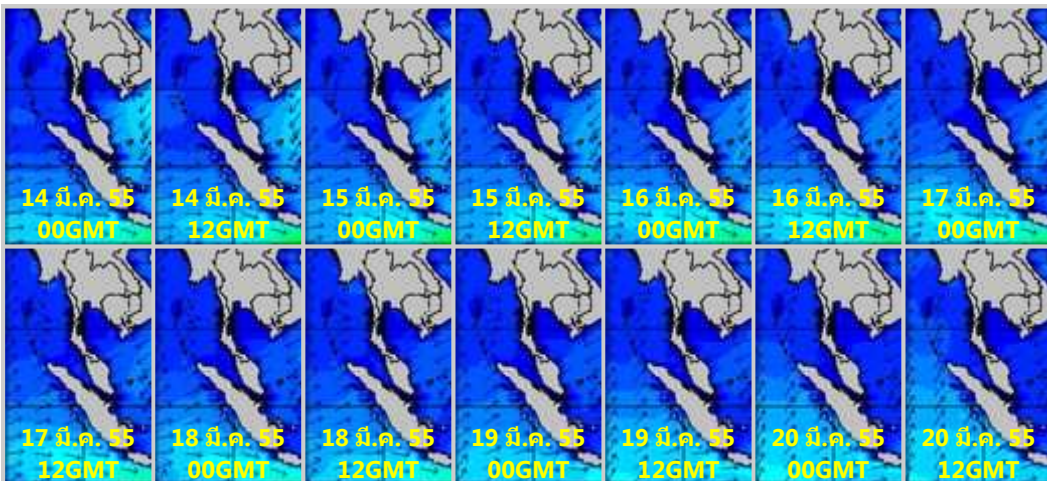 14 มี.ค. 55
00GMT
14 มี.ค. 55
12GMT
15 มี.ค. 55
00GMT
15 มี.ค. 55
12GMT
16 มี.ค. 55
00GMT
16 มี.ค. 55
12GMT
17 มี.ค. 55
00GMT
17 มี.ค. 55
12GMT
18 มี.ค. 55
00GMT
18 มี.ค. 55
12GMT
19 มี.ค. 55
00GMT
19 มี.ค. 55
12GMT
20 มี.ค. 55
00GMT
20 มี.ค. 55
12GMT